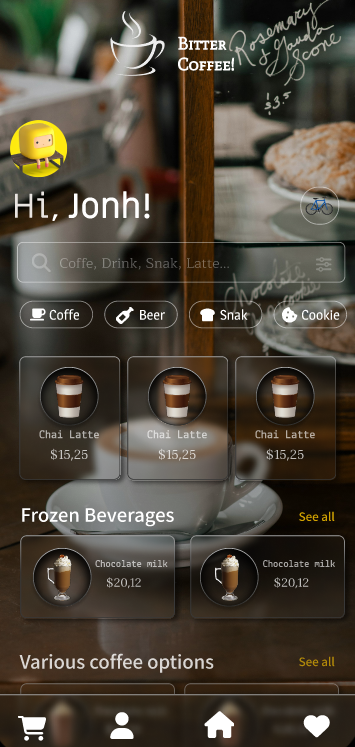 Bitter
Coffee!
Rosemary
& Gouda
Scone
$3.5
Hi, Jonh!
Coffe, Drink, Snak, Latte...
Chocolate
cookie
Coffe
Beer
Snak
Cookie
Chai Latte
$15,25
Chai Latte
$15,25
Chai Latte
$15,25
Frozen Beverages
See all
Chocolate milk
$20,12
Chocolate milk
$20,12
Various coffee options
See all